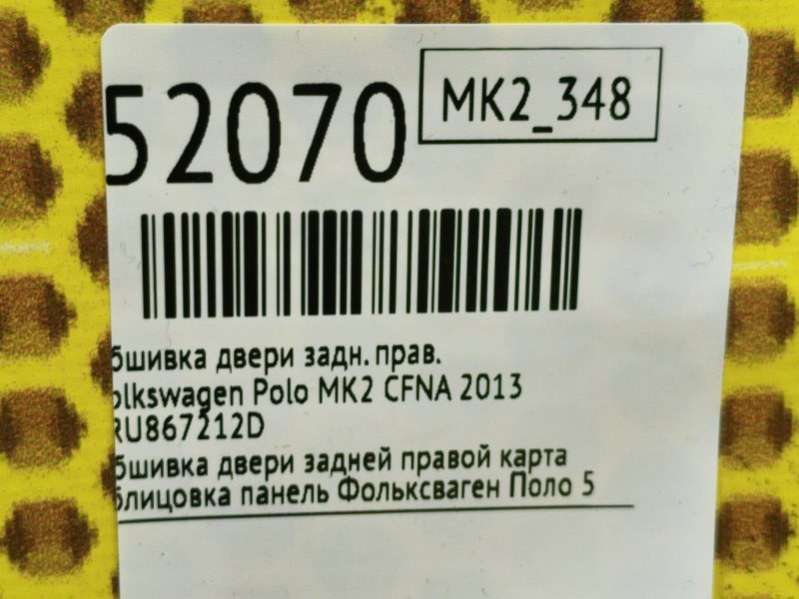 52070
MK2_348
бшивка двери задн. прав.
olkswagen Polo MK2 CFNA 2013
RU867212D
бшивка двери задней правой карта
блицовка панель Фольксваген Поло 5